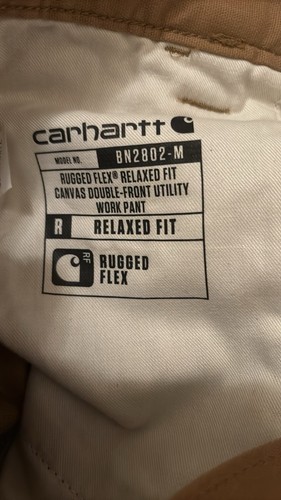 carhartt
MODEL NO. BN2802-M
RUGGED FLEX® RELAXED FIT
CANVAS DOUBLE-FRONT UTILITY
WORK PANT
R RELAXED FIT
RF RUGGED
FLEX